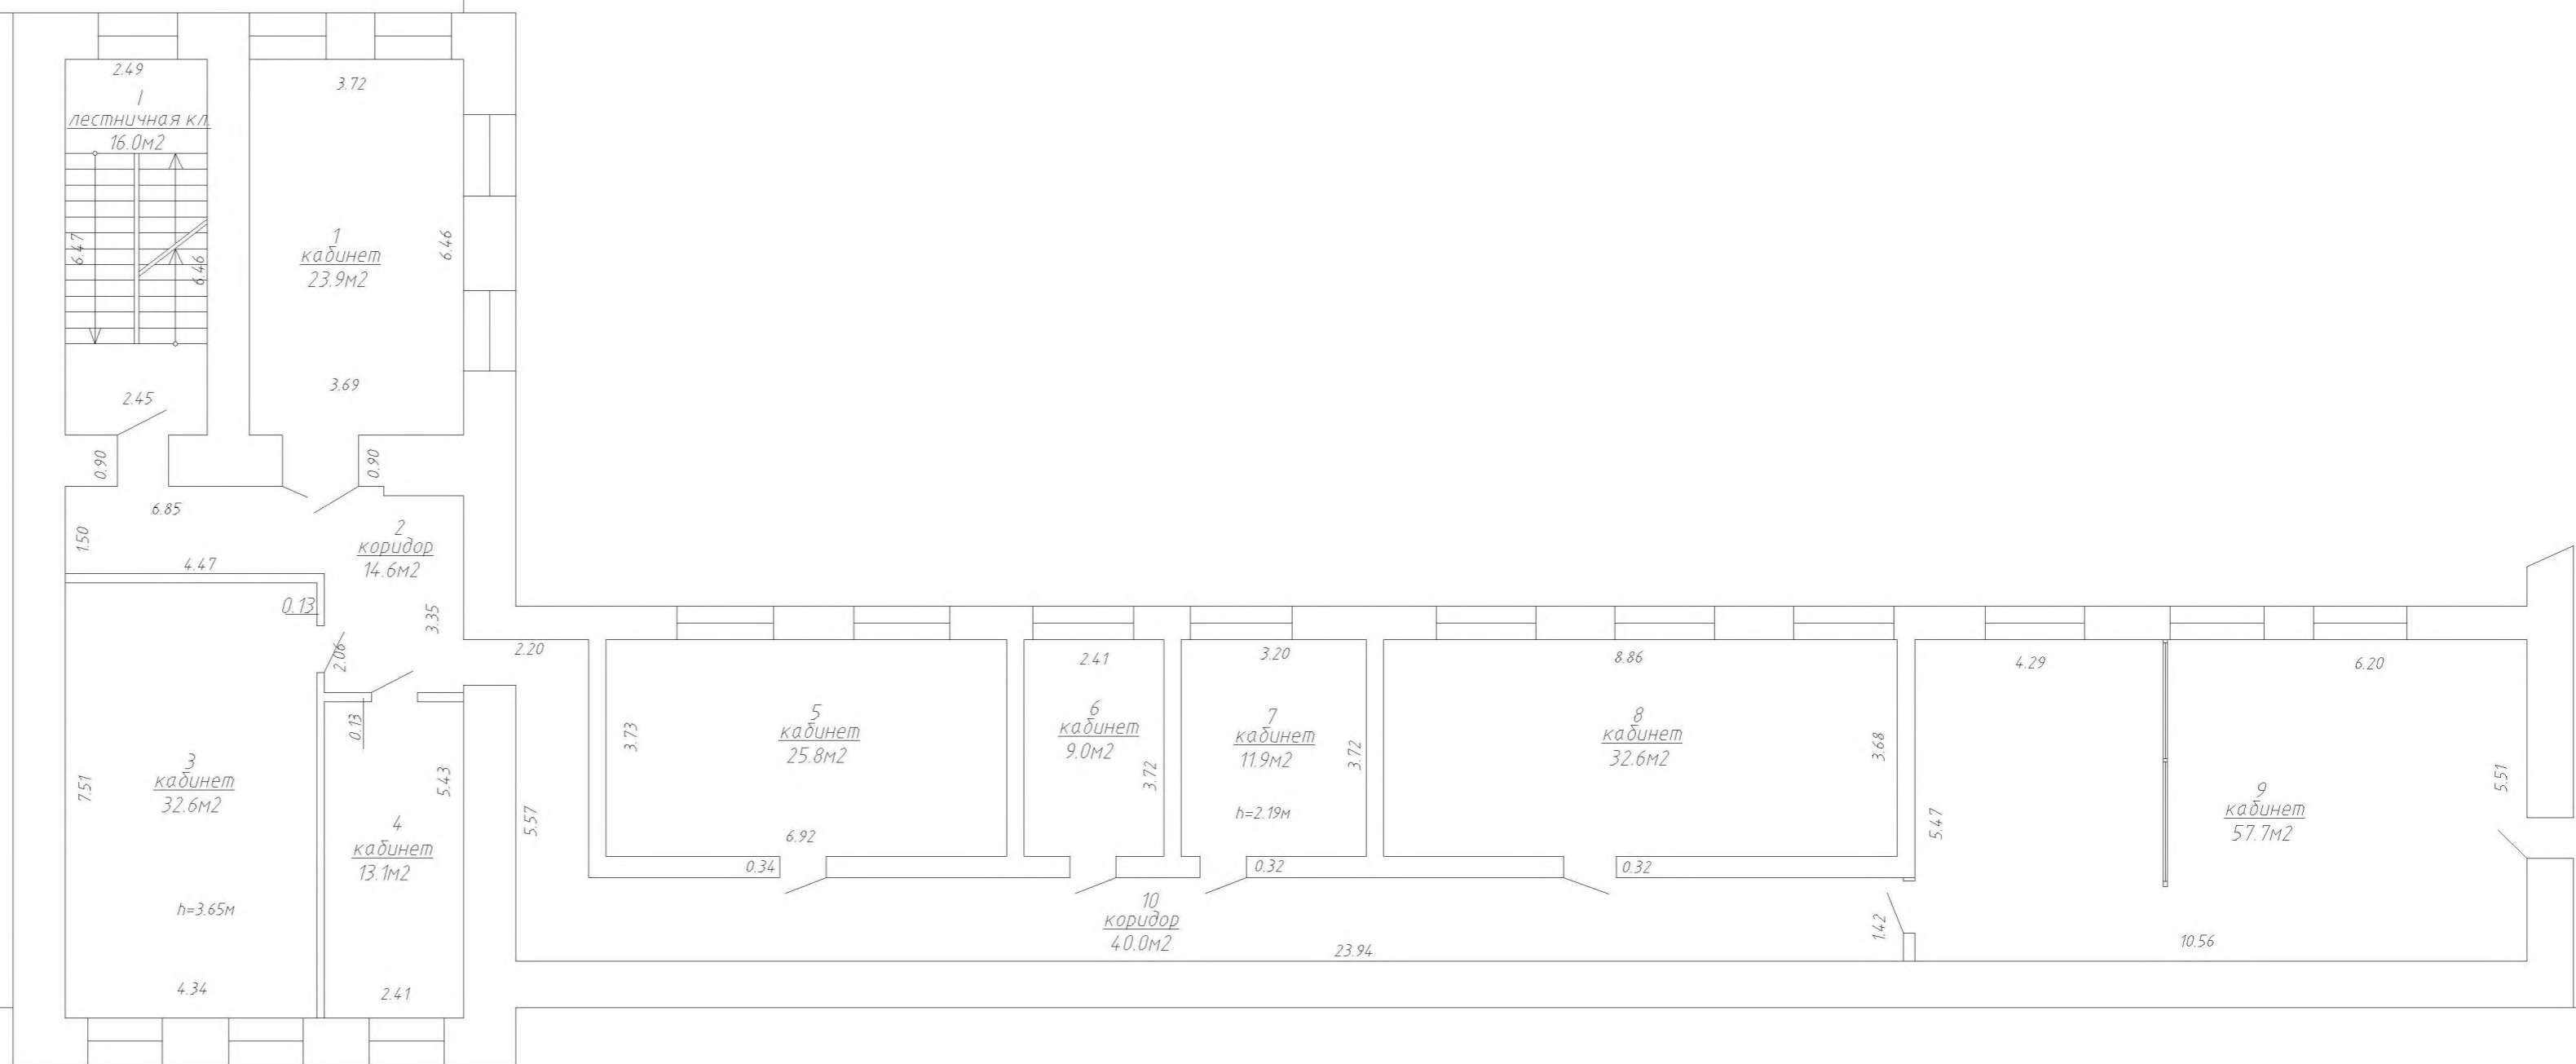 2.49
I
лестничная кл.
16.0м2
6.47
6.46
2.45
3.72
1
кабинет
23.9м2
6.46
3.69
0.90
0.90
6.85
1.50
4.47
2
коридор
14.6м2
0.13
3.35
2.06
2.20
3
кабинет
32.6м2
7.51
h=3.65м
4.34
0.13
5.43
4
кабинет
13.1м2
2.41
5.57
3.73
5
кабинет
25.8м2
6.92
0.34
2.41
6
кабинет
9.0м2
3.72
3.20
7
кабинет
11.9м2
3.72
h=2.19м
0.32
8.86
8
кабинет
32.6м2
3.68
0.32
4.29
6.20
5.47
5.51
9
кабинет
57.7м2
10.56
10
коридор
40.0м2
23.94
1.42